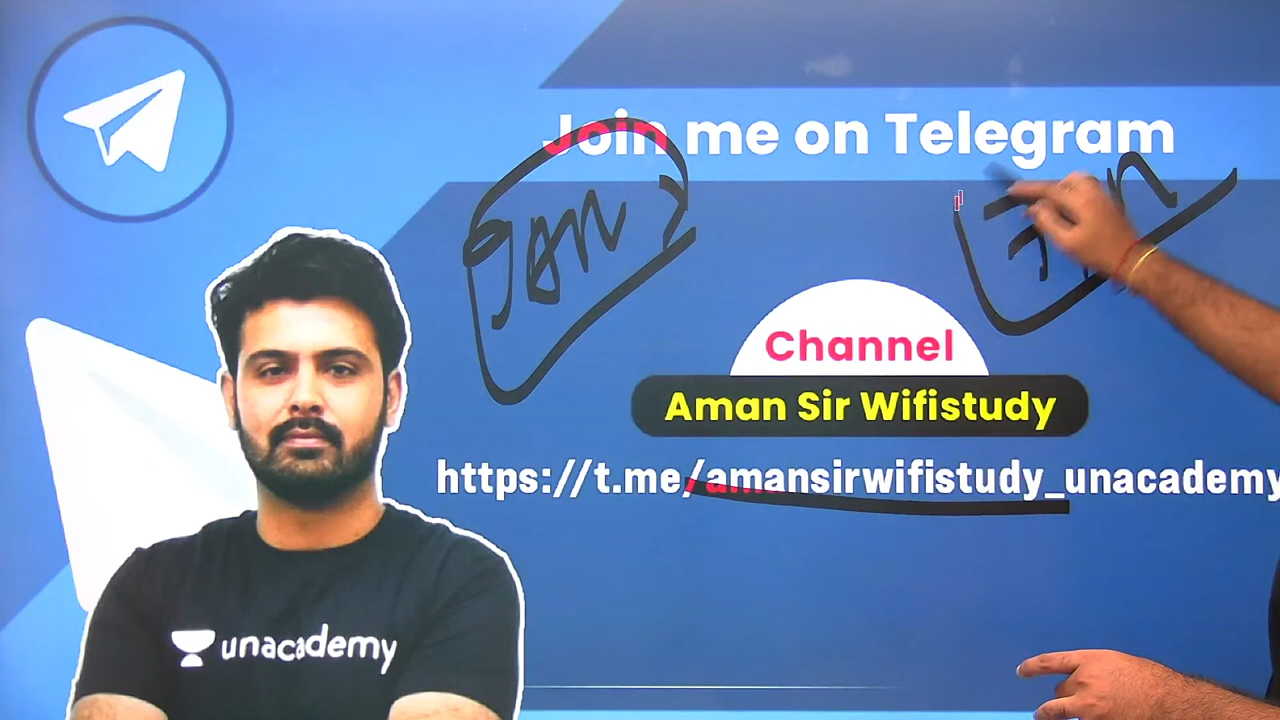 Join me on Telegram
Channel
Aman Sir Wifistudy
https://t.me/amansirwifistudy_unacademy
unacademy